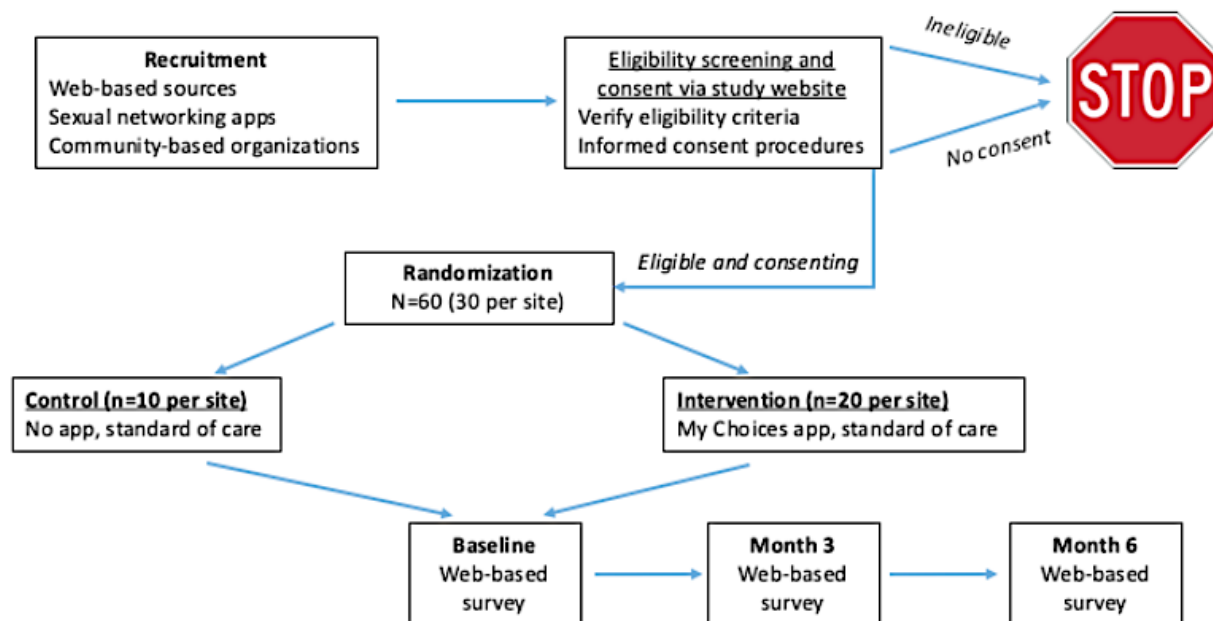 Recruitment
Web-based sources
Sexual networking apps
Community-based organizations
Eligibility screening and
consent via study website
Verify eligibility criteria
Informed consent procedures
Ineligible
No consent
STOP
Eligible and consenting
Randomization
N=60 (30 per site)
Control (n=10 per site)
No app, standard of care
Intervention (n=20 per site)
My Choices app, standard of care
Baseline
Web-based
survey
Month 3
Web-based
survey
Month 6
Web-based
survey